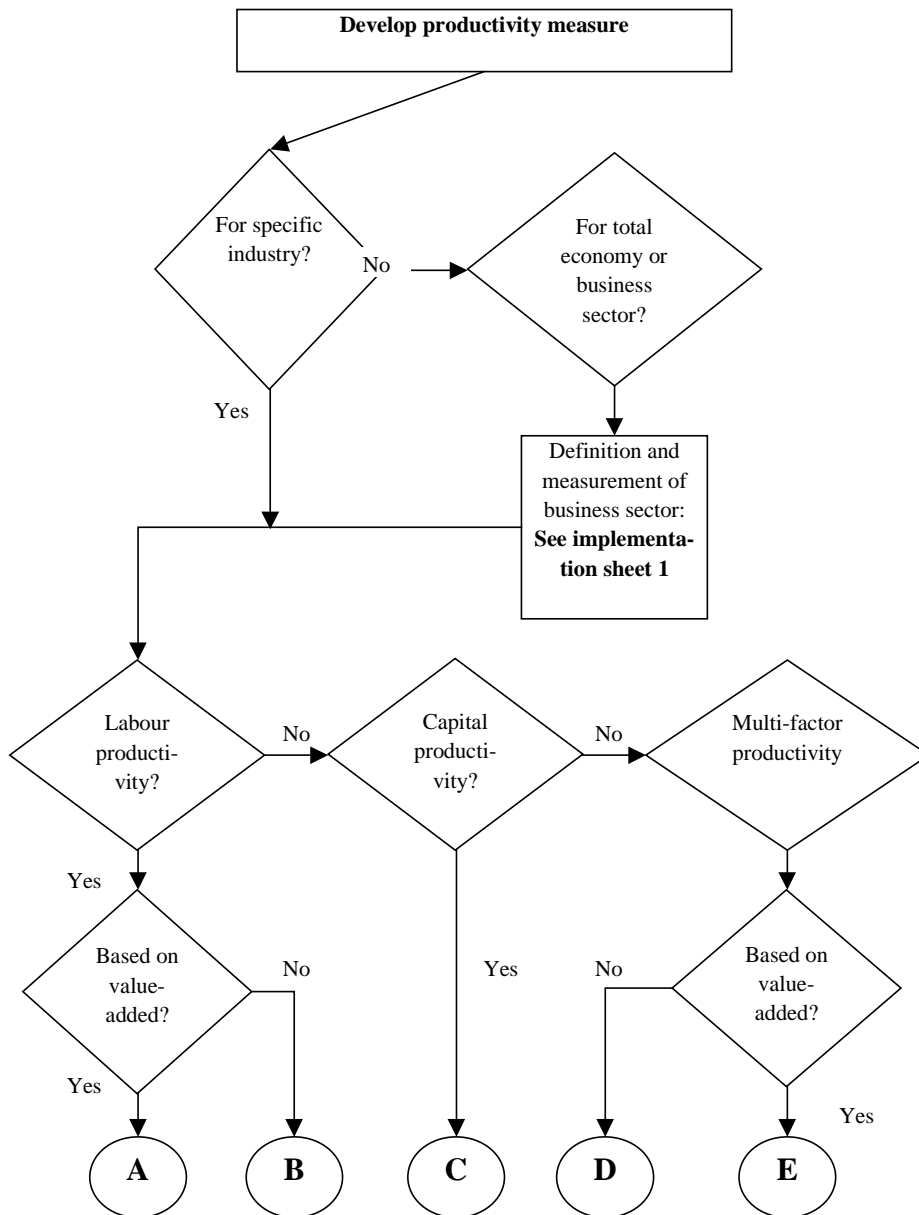 Develop productivity measure
For specific
industry?
No
For total
economy or
business
sector?
Yes
Definition and
measurement of
business sector:
See implementa-
tion sheet 1
Labour
producti-
vity?
No
Capital
producti-
vity?
No
Multi-factor
productivity
Yes
Based on
value-
added?
No
Yes
No
Based on
value-
added?
Yes
Yes
A
B
C
D
E